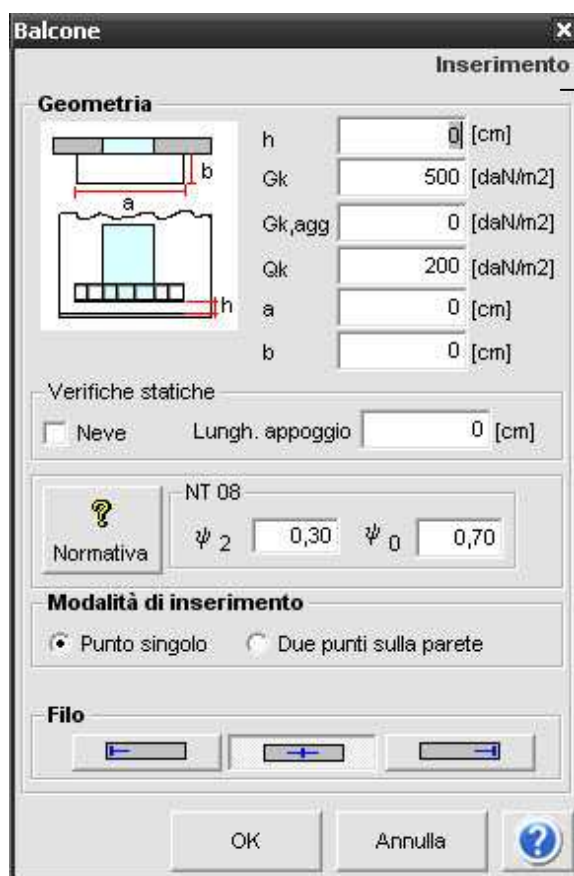 Balcone x
Inserimento
Geometria
b
a
h
h 0 [cm]
Gk 500 [daN/m2]
Gk,agg 0 [daN/m2]
Qk 200 [daN/m2]
a 0 [cm]
b 0 [cm]
Verifiche statiche
Neve Lungh. appoggio 0 [cm]
? Normativa
NT 08
ψ 2 0,30 ψ 0 0,70
Modalità di inserimento
Punto singolo Due punti sulla parete
Filo
OK Annulla ?